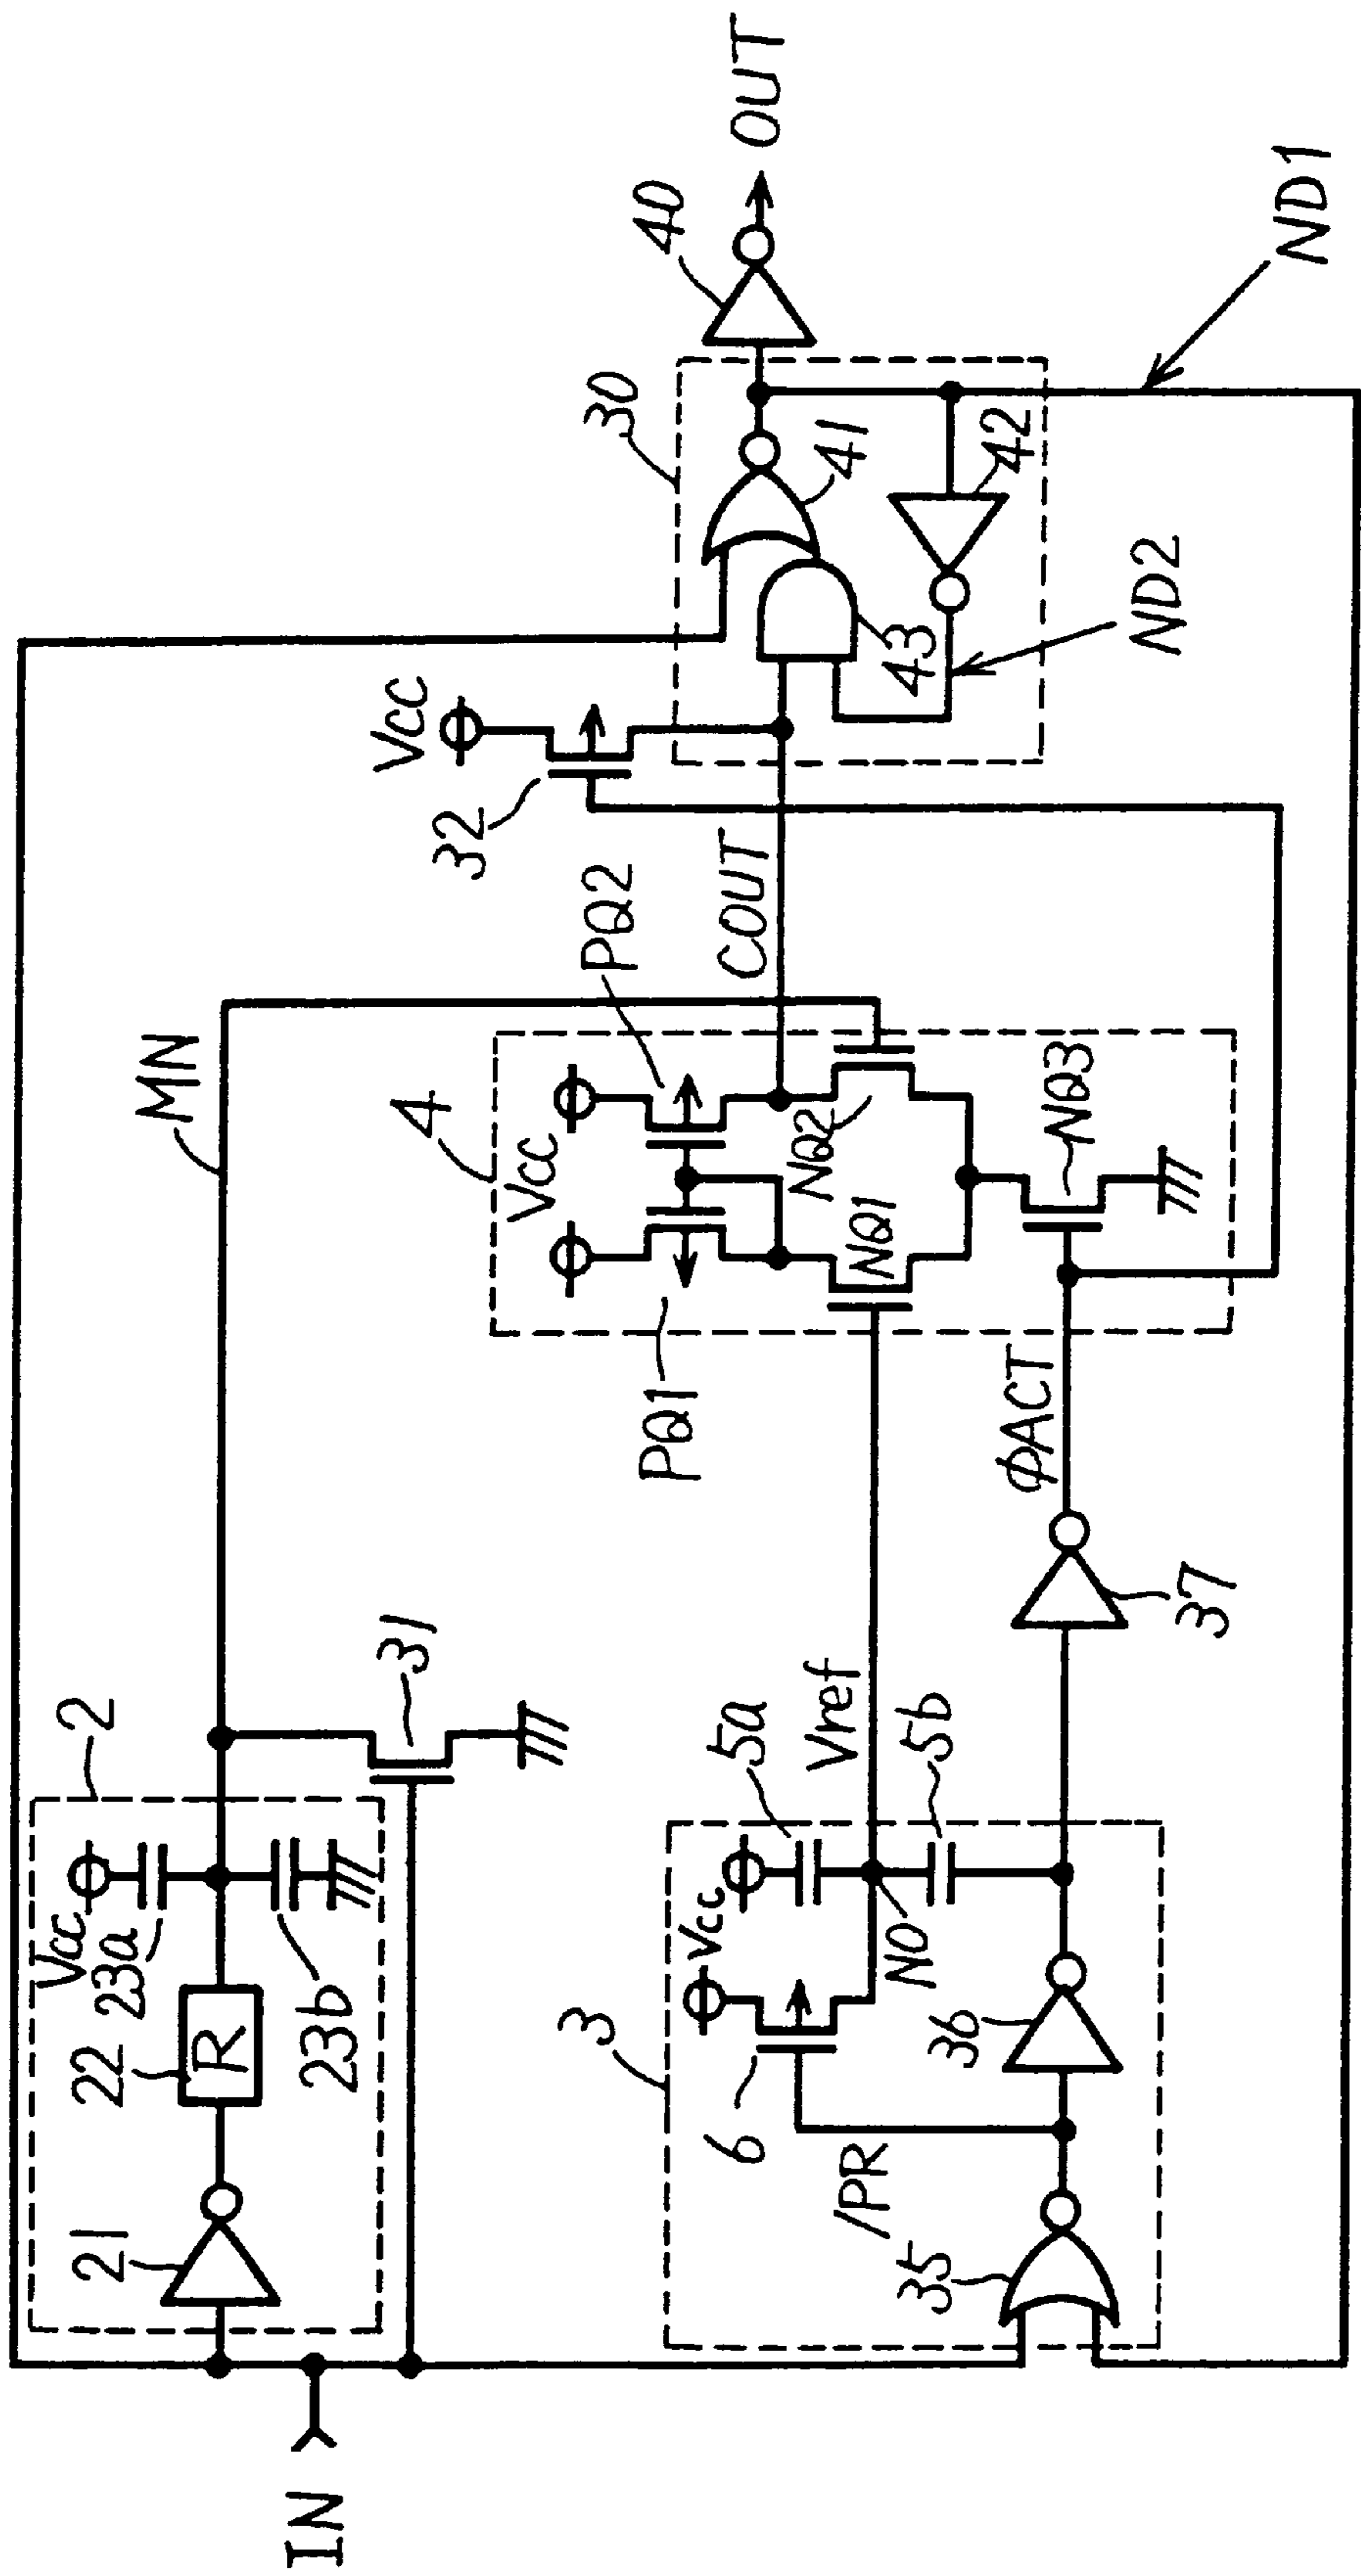 IN
21
22
R
Vcc
23a
23b
2
31
MN
3
6
/PR
35
36
Vcc
N0
5a
5b
Vref
37
ΦACT
4
PQ1
Vcc
PQ2
NQ1
NQ2
NQ3
COUT
32
Vcc
30
41
43
42
ND2
ND1
40
OUT